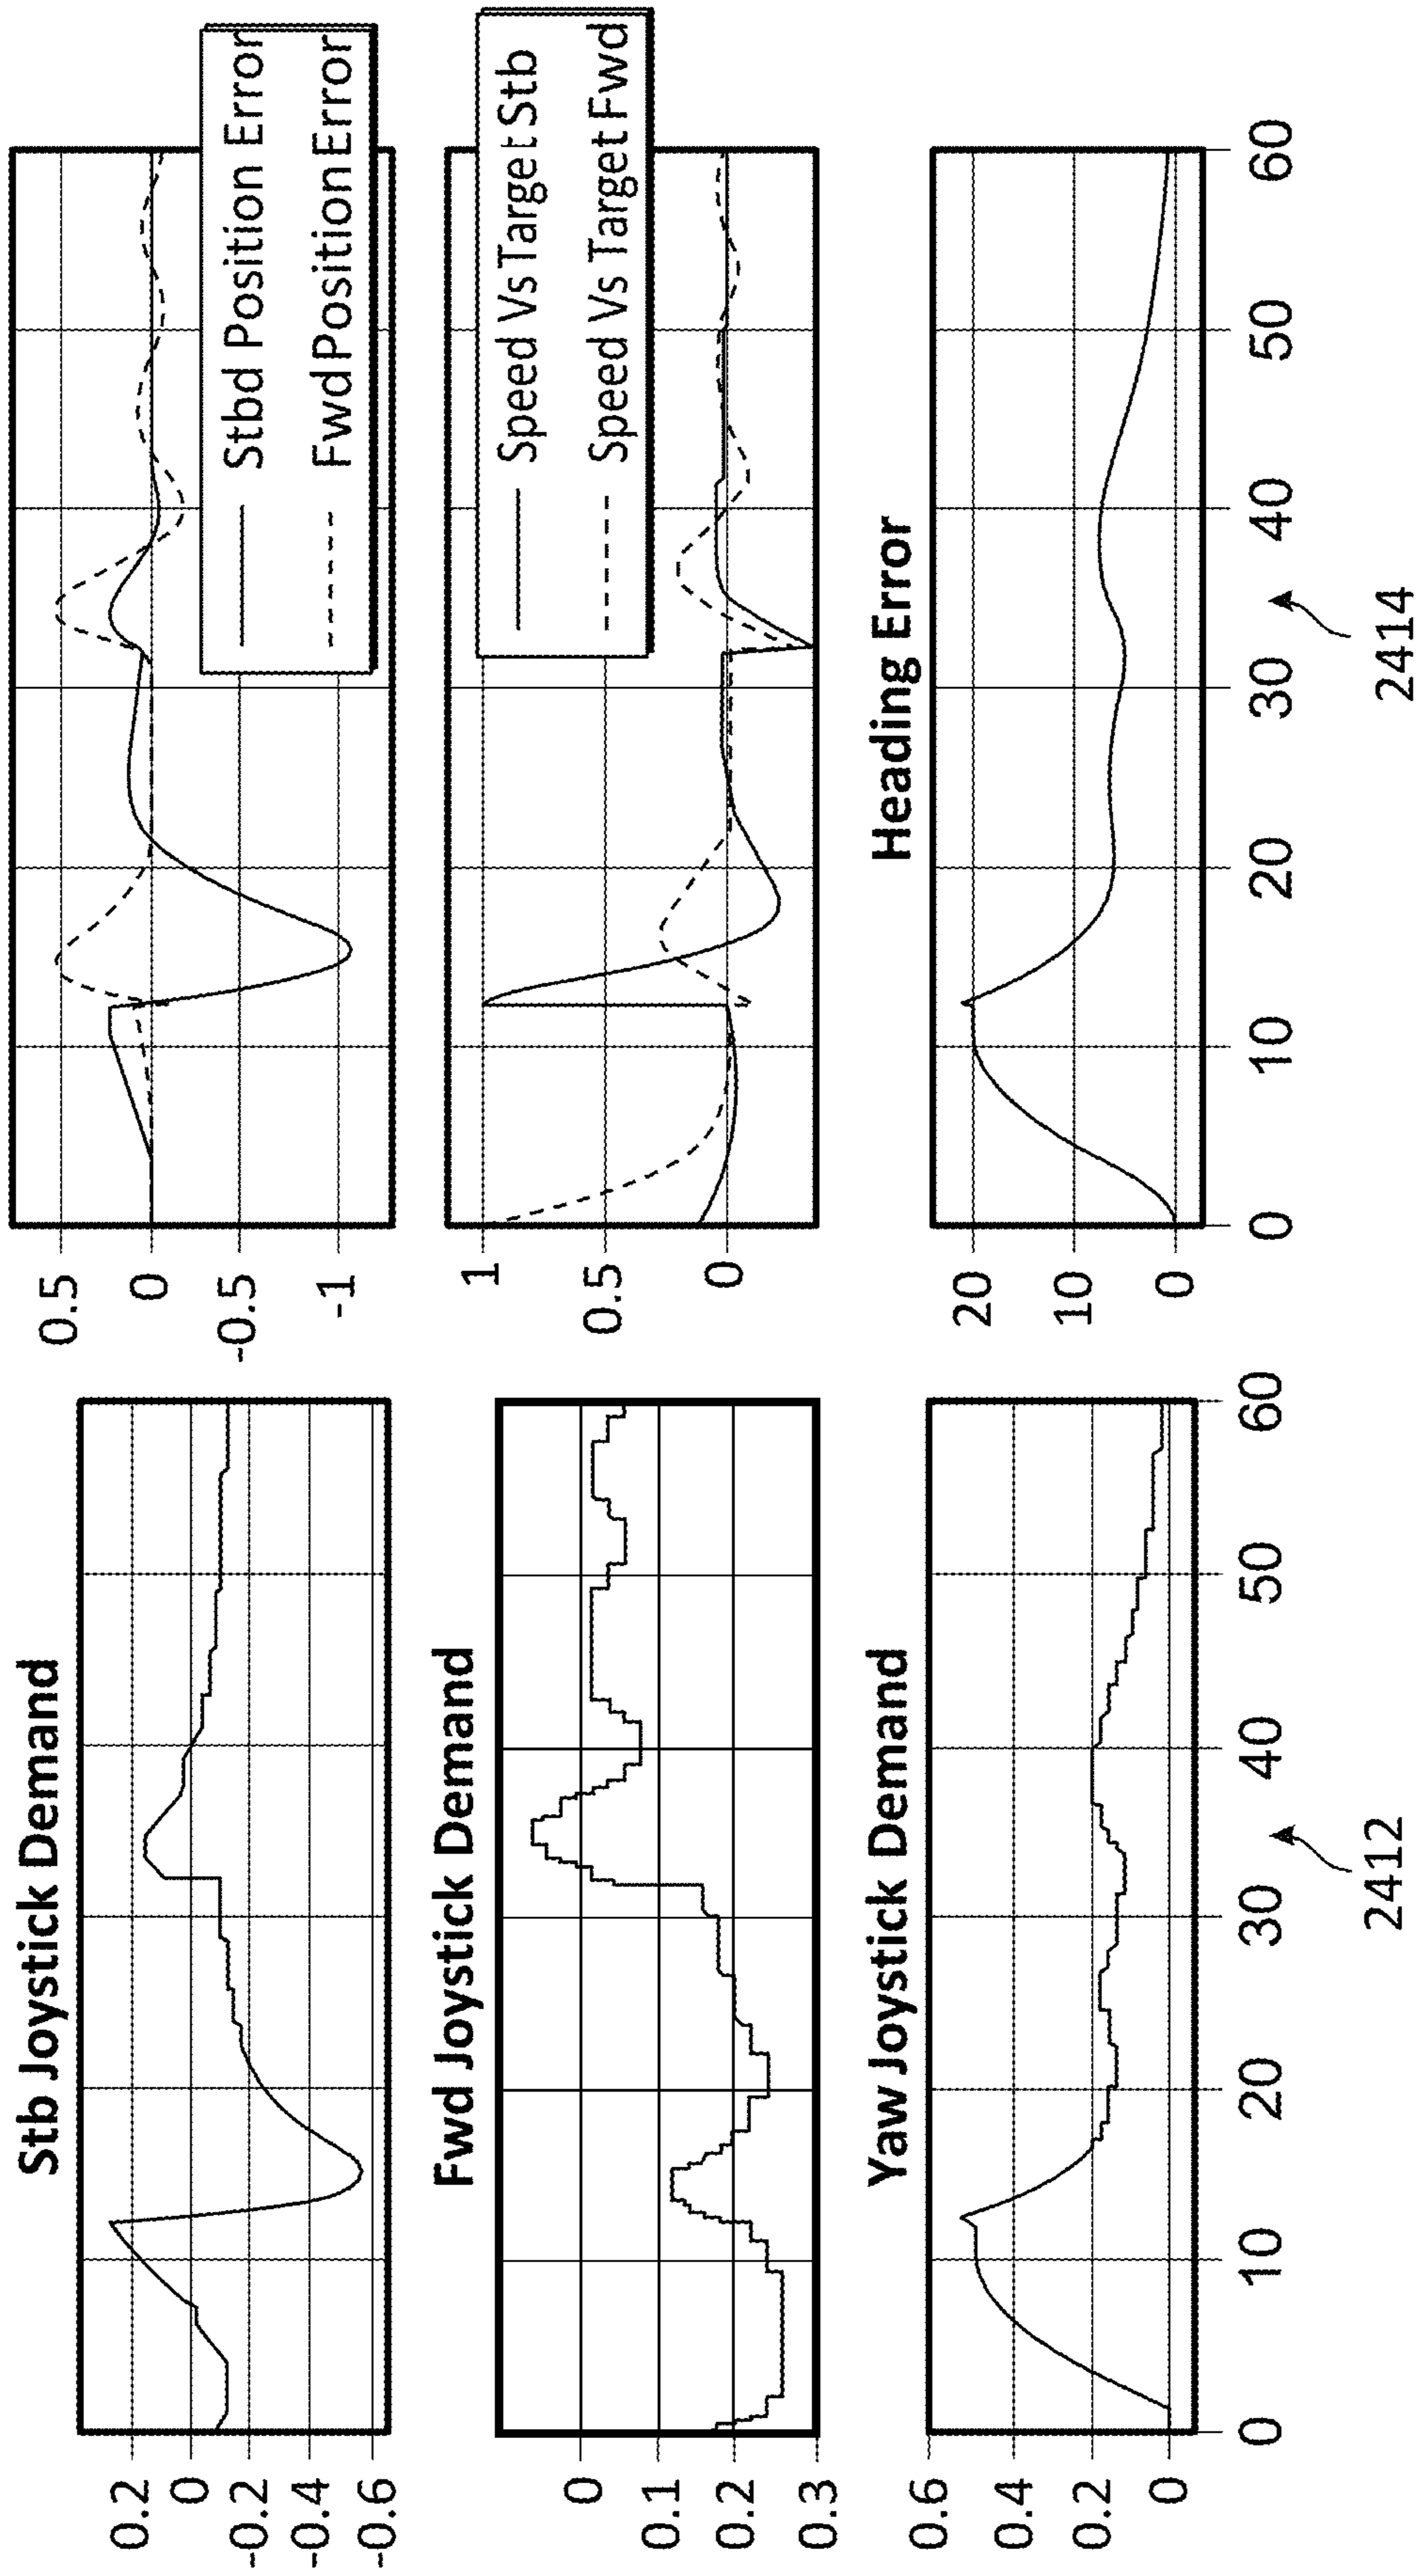 Stb Joystick Demand
0.2
0
-0.2
-0.4
-0.6
Fwd Joystick Demand
0
0.1
0.2
0.3
Yaw Joystick Demand
0.6
0.4
0.2
0
0 10 20 30 40 50 60
2412
0.5
0
-0.5
-1
Stbd Position Error
Fwd Position Error
1
0.5
0
Speed Vs Target Stb
Speed Vs Target Fwd
Heading Error
20
10
0
0 10 20 30 40 50 60
2414